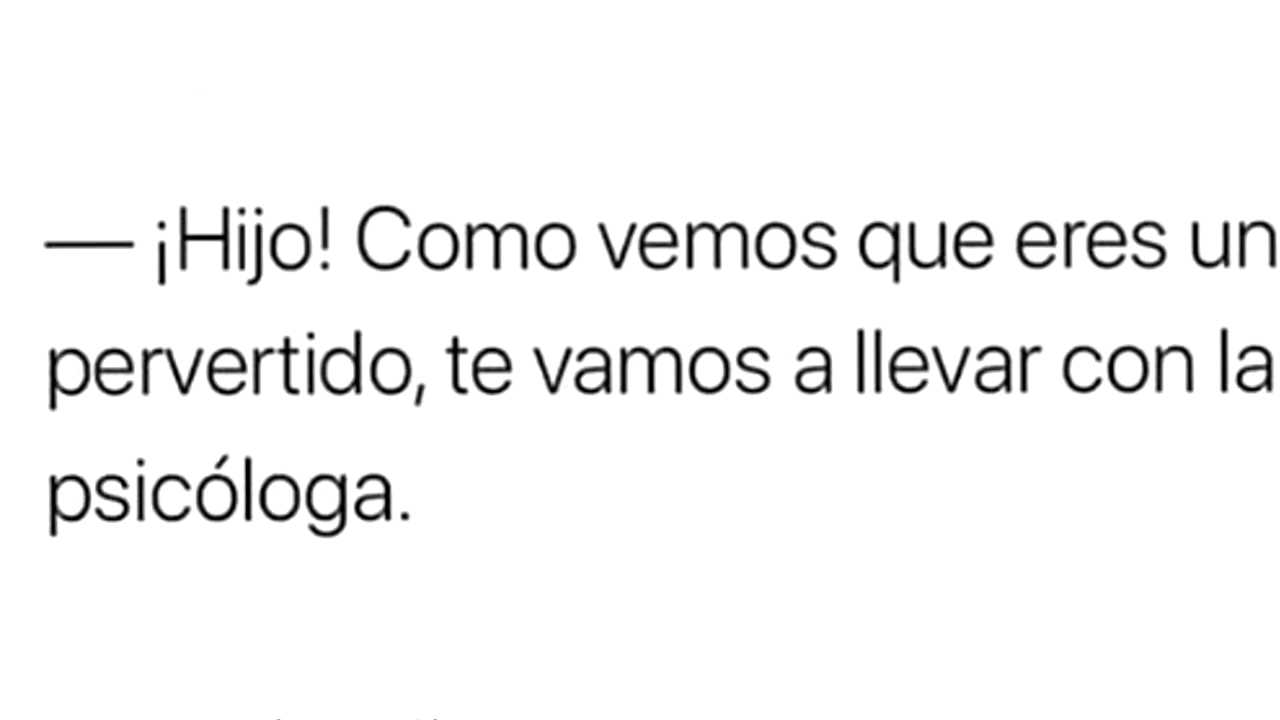 — ¡Hijo! Como vemos que eres un
pervertido, te vamos a llevar con la
psicóloga.